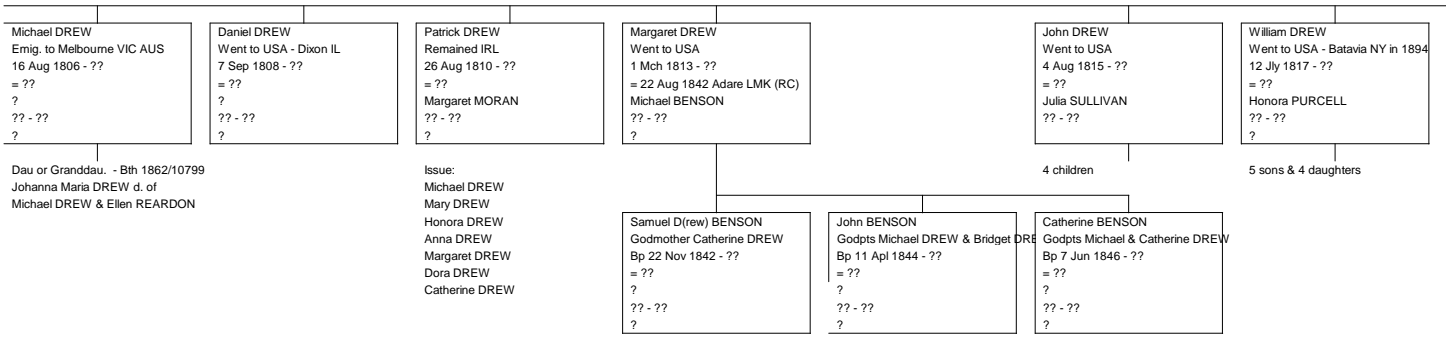 Michael DREW
Emig. to Melbourne VIC AUS
16 Aug 1806 - ??
= ??
?
?? - ??
?
Dau or Granddau. - Bth 1862/10799
Johanna Maria DREW d. of
Michael DREW & Ellen REARDON
Daniel DREW
Went to USA - Dixon IL
7 Sep 1808 - ??
= ??
?
?? - ??
?
Patrick DREW
Remained IRL
26 Aug 1810 - ??
= ??
Margaret MORAN
?? - ??
?
Issue:
Michael DREW
Mary DREW
Honora DREW
Anna DREW
Margaret DREW
Dora DREW
Catherine DREW
Margaret DREW
Went to USA
1 Mch 1813 - ??
= 22 Aug 1842 Adare LMK (RC)
Michael BENSON
?? - ??
?
John DREW
Went to USA
4 Aug 1815 - ??
= ??
Julia SULLIVAN
?? - ??
4 children
William DREW
Went to USA - Batavia NY in 1894
12 Jly 1817 - ??
= ??
Honora PURCELL
?? - ??
?
5 sons & 4 daughters
Samuel D(rew) BENSON
Godmother Catherine DREW
Bp 22 Nov 1842 - ??
= ??
?
?? - ??
?
John BENSON
Godpts Michael DREW & Bridget DRE
Bp 11 Apl 1844 - ??
= ??
?
?? - ??
?
Catherine BENSON
Godpts Michael & Catherine DREW
Bp 7 Jun 1846 - ??
= ??
?
?? - ??
?